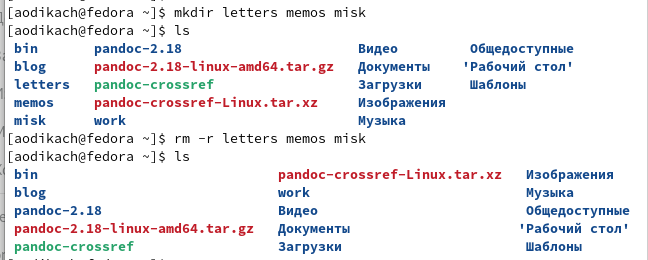 [aodikach@fedora ~]$ mkdir letters memos misk
[aodikach@fedora ~]$ ls
bin pandoc-2.18 Видео Общедоступные
blog pandoc-2.18-linux-amd64.tar.gz Документы 'Рабочий стол'
letters pandoc-crossref Загрузки Шаблоны
memos pandoc-crossref-Linux.tar.xz Изображения
misk work Музыка
[aodikach@fedora ~]$ rm -r letters memos misk
[aodikach@fedora ~]$ ls
bin pandoc-crossref-Linux.tar.xz Изображения
blog work Музыка
pandoc-2.18 Видео Общедоступные
pandoc-2.18-linux-amd64.tar.gz Документы 'Рабочий стол'
pandoc-crossref Загрузки Шаблоны